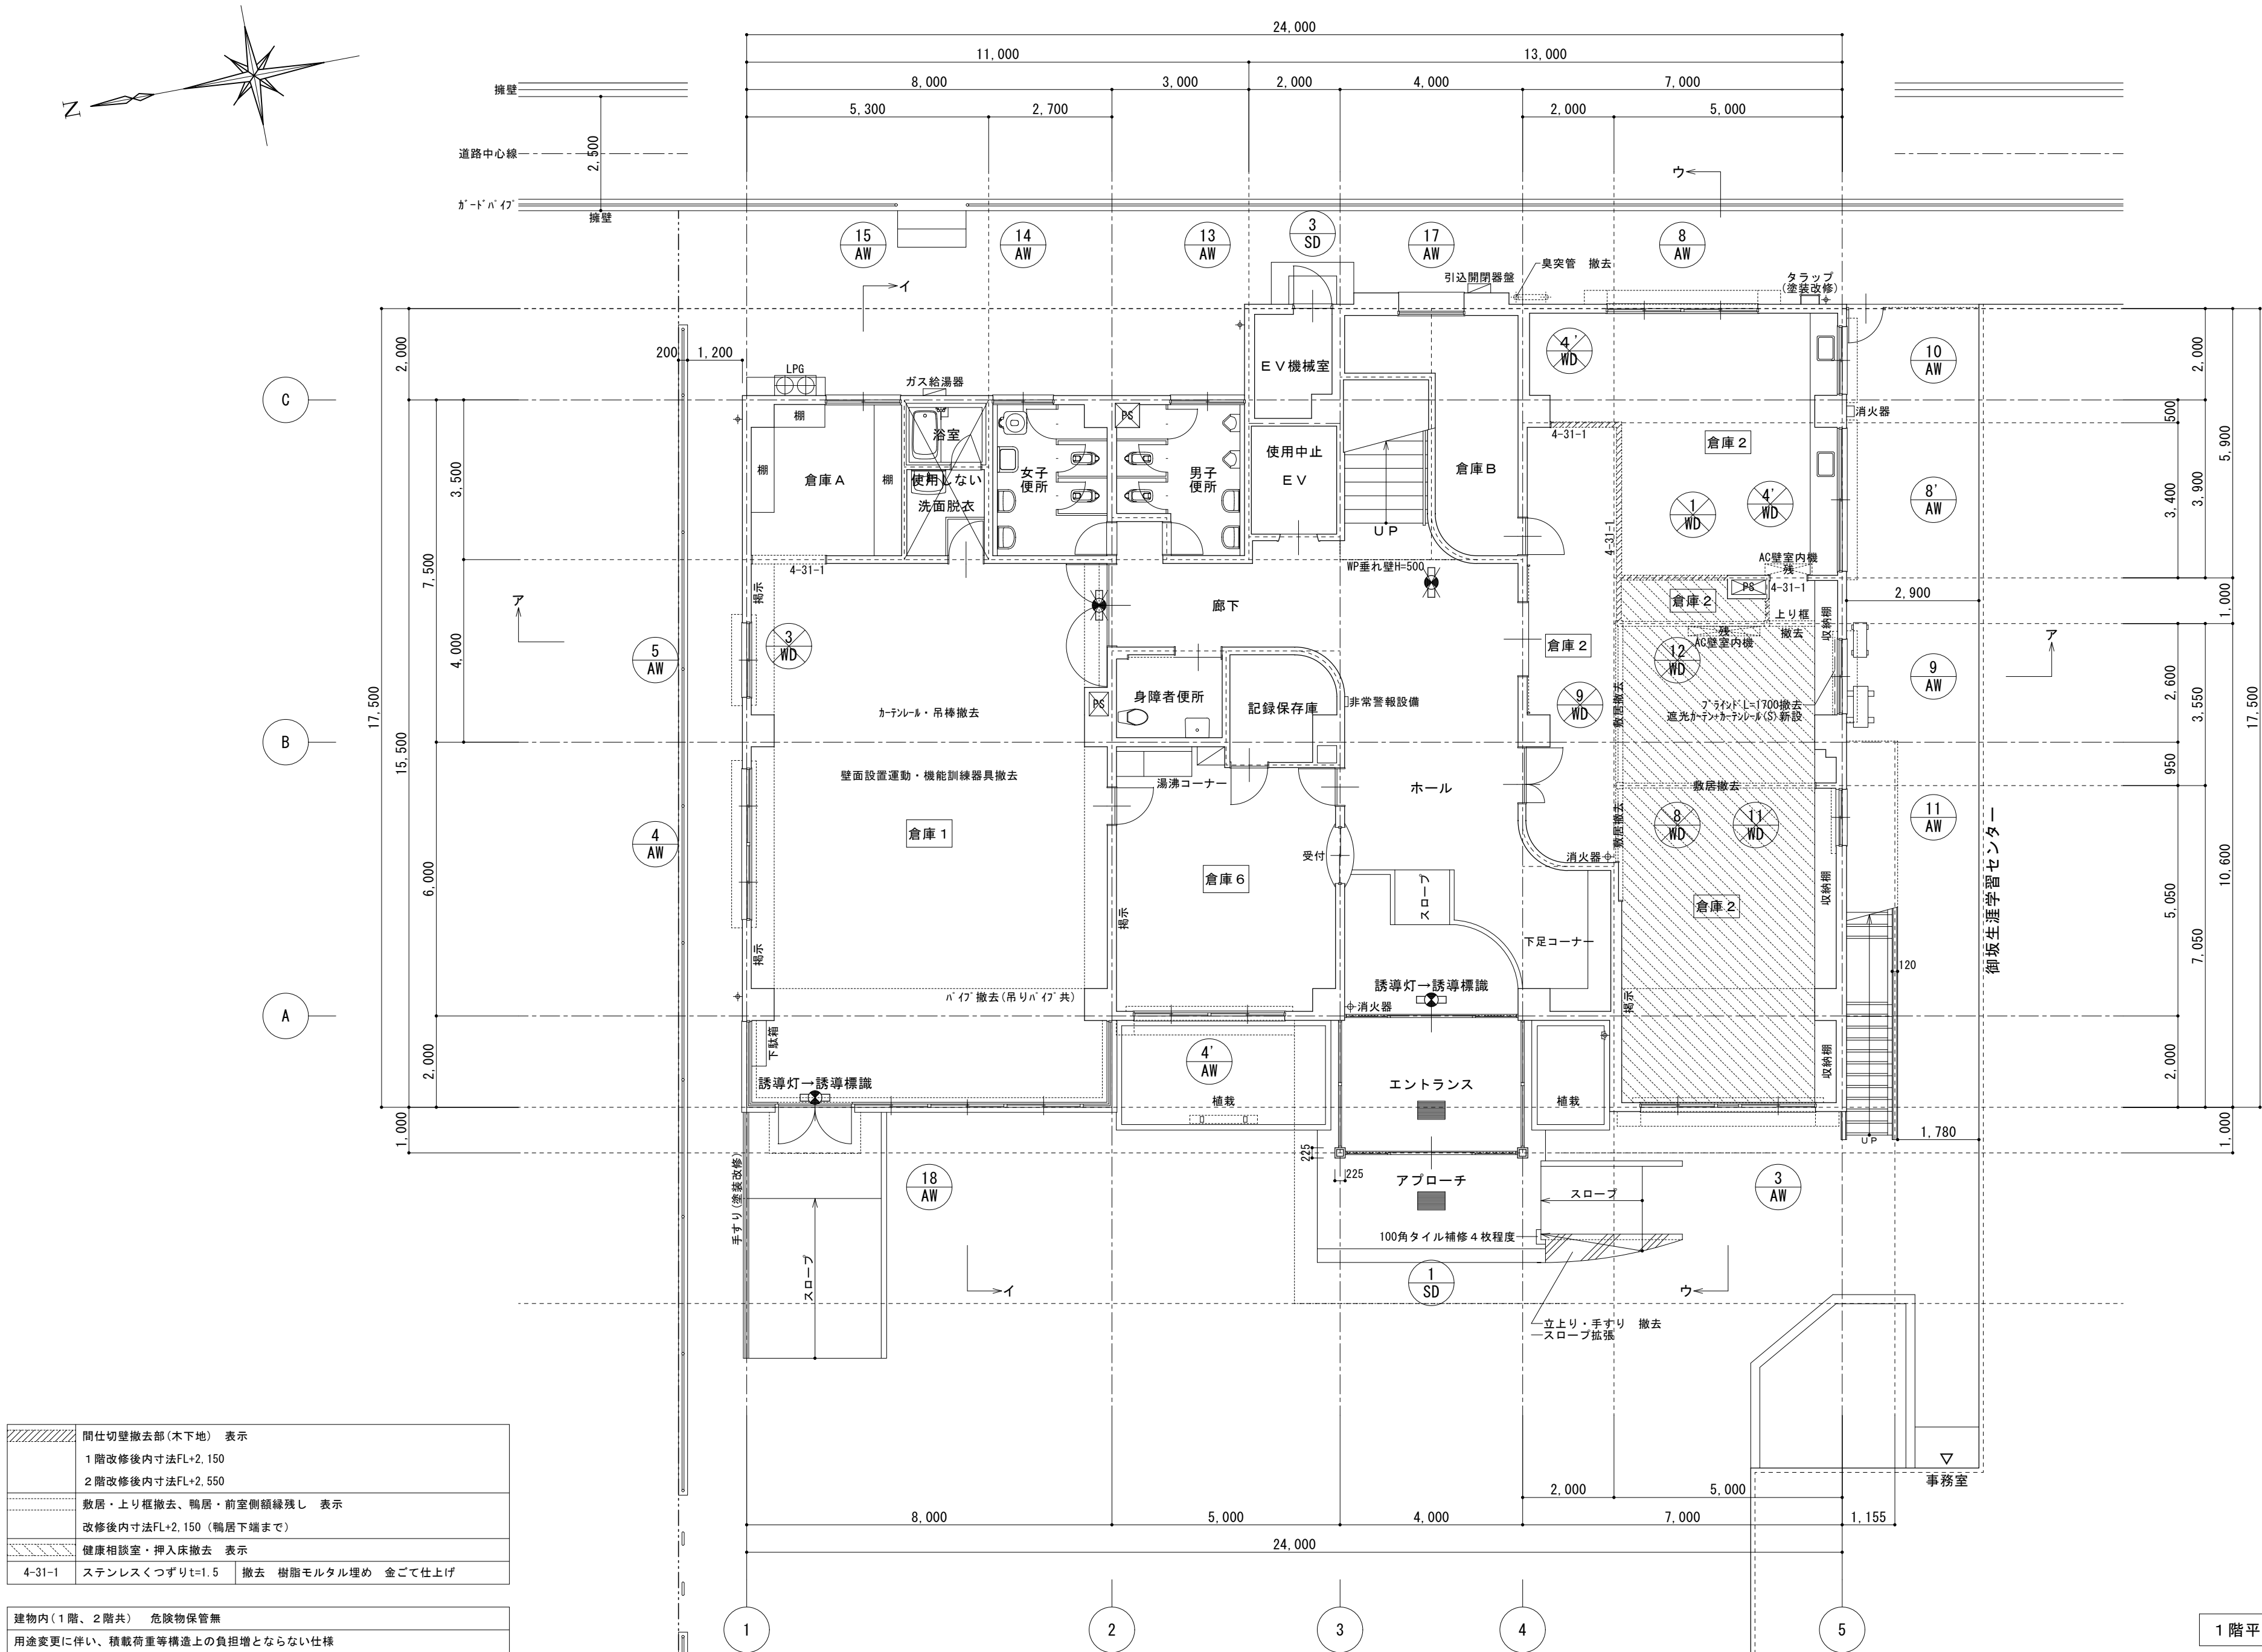 24,000
11,000
13,000
8,000
3,000
2,000
4,000
7,000
5,300
2,700
2,000
5,000
N
擁壁
道路中心線
2,500
ガードパイプ
擁壁
ウ
15
AW
14
AW
13
AW
3
SD
17
AW
8
AW
イ
引込開閉器盤
臭突管 撤去
タラップ
(塗装改修)
200
1,200
LPG
ガス給湯器
EV機械室
4'
WD
10
AW
2,000
2,000
C
棚
棚
棚
倉庫A
浴室
使用しない
洗面脱衣
女子
便所
PS
男子
便所
使用中止
EV
UP
倉庫B
4-31-1
4-31-1
倉庫2
消火器
500
5,900
3,500
3,400
3,900
8'
AW
1
WD
4'
WD
7,500
17,500
4-31-1
WP垂れ壁H=500
AC壁室内機
残
PS
4-31-1
2,900
1,000
ア
掲示
廊下
倉庫2
上り框
撤去
収納棚
残
AC壁室内機
ア
5
AW
3
WD
4,000
倉庫2
12
WD
9
AW
2,600
3,550
17,500
身障者便所
記録保存庫
非常警報設備
PS
9
WD
敷居撤去
ブラインドL=1700撤去
遮光カーテン+カーテンレール(S)新設
カーテンレール・吊棒撤去
B
15,500
壁面設置運動・機能訓練器具撤去
湯沸コーナー
ホール
敷居撤去
950
4
AW
倉庫1
受付
敷居撤去
8
WD
11
WD
11
AW
御坂生涯学習センター
10,600
消火器
6,000
倉庫6
スロープ
倉庫2
収納棚
5,050
7,050
掲示
掲示
下足コーナー
120
パイプ撤去(吊りパイプ共)
誘導灯→誘導標識
消火器
掲示
A
下駄箱
誘導灯→誘導標識
4'
AW
エントランス
植栽
植栽
収納棚
2,000
2,000
1,000
UP
1,780
1,000
225
225
手すり(塗装改修)
18
AW
アプローチ
スロープ
3
AW
スロープ
100角タイル補修4枚程度
イ
1
SD
ウ
立上り・手すり 撤去
スロープ拡張
事務室
2,000
5,000
8,000
5,000
4,000
7,000
1,155
24,000
間仕切壁撤去部(木下地) 表示
1階改修後内寸法FL+2,150
2階改修後内寸法FL+2,550
敷居・上り框撤去、鴨居・前室側額縁残し 表示
改修後内寸法FL+2,150 (鴨居下端まで)
健康相談室・押入床撤去 表示
4-31-1 ステンレスくつずりt=1.5 撤去 樹脂モルタル埋め 金ごて仕上げ
建物内(1階、2階共) 危険物保管無
用途変更に伴い、積載荷重等構造上の負担増とならない仕様
1
2
3
4
5
1階平